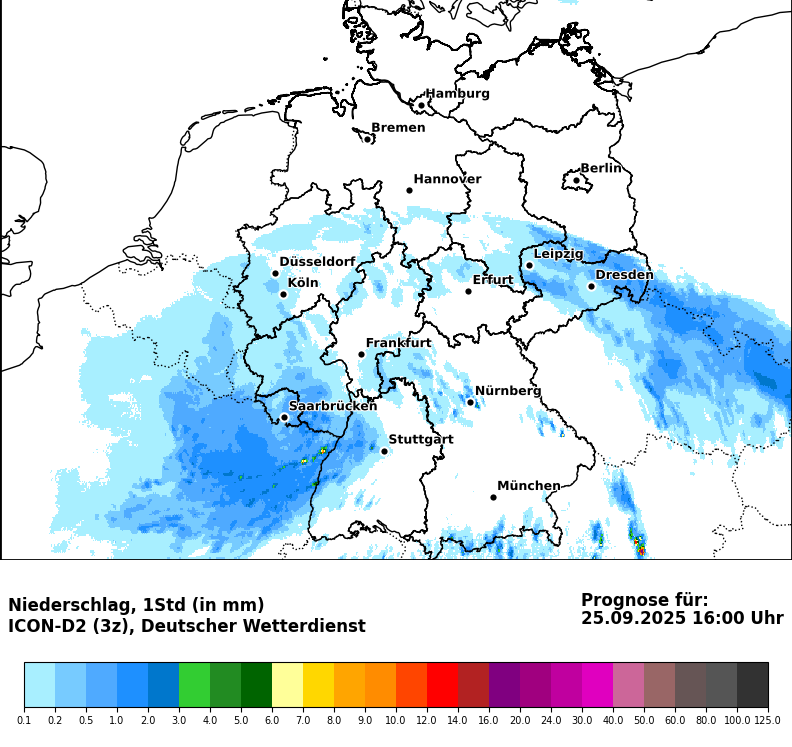 Hamburg
Bremen
Berlin
Hannover
Leipzig
Düsseldorf
Dresden
Köln
Erfurt
Frankfurt
Nürnberg
Saarbrücken
Stuttgart
München
Niederschlag, 1Std (in mm)
ICON-D2 (3z), Deutscher Wetterdienst
Prognose für:
25.09.2025 16:00 Uhr
0.1 0.2 0.5 1.0 2.0 3.0 4.0 5.0 6.0 7.0 8.0 9.0 10.0 12.0 14.0 16.0 20.0 24.0 30.0 40.0 50.0 60.0 80.0 100.0 125.0